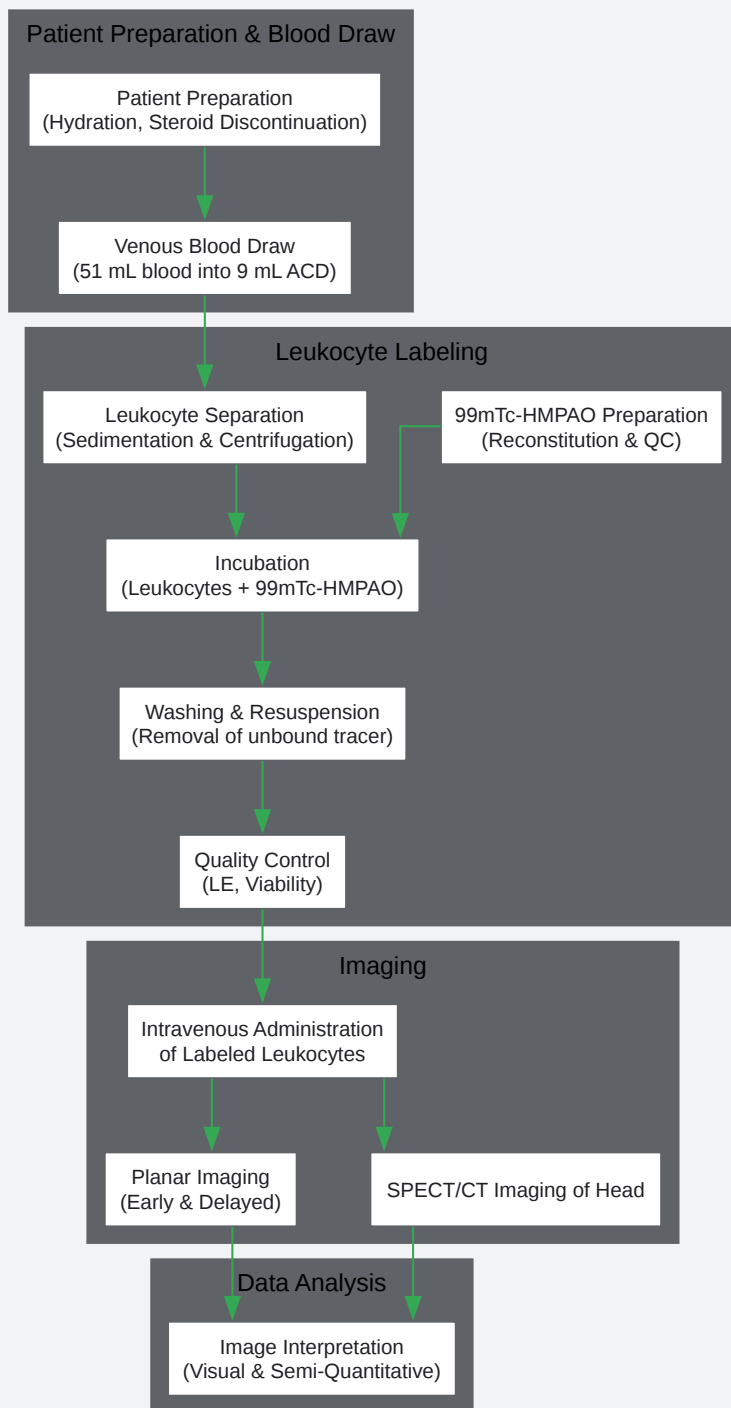 Patient Preparation & Blood Draw
Patient Preparation
(Hydration, Steroid Discontinuation)
Venous Blood Draw
(51 mL blood into 9 mL ACD)
Leukocyte Labeling
Leukocyte Separation
(Sedimentation & Centrifugation)
99mTc-HMPAO Preparation
(Reconstitution & QC)
Incubation
(Leukocytes + 99mTc-HMPAO)
Washing & Resuspension
(Removal of unbound tracer)
Quality Control
(LE, Viability)
Imaging
Intravenous Administration
of Labeled Leukocytes
Planar Imaging
(Early & Delayed)
SPECT/CT Imaging of Head
Data Analysis
Image Interpretation
(Visual & Semi-Quantitative)